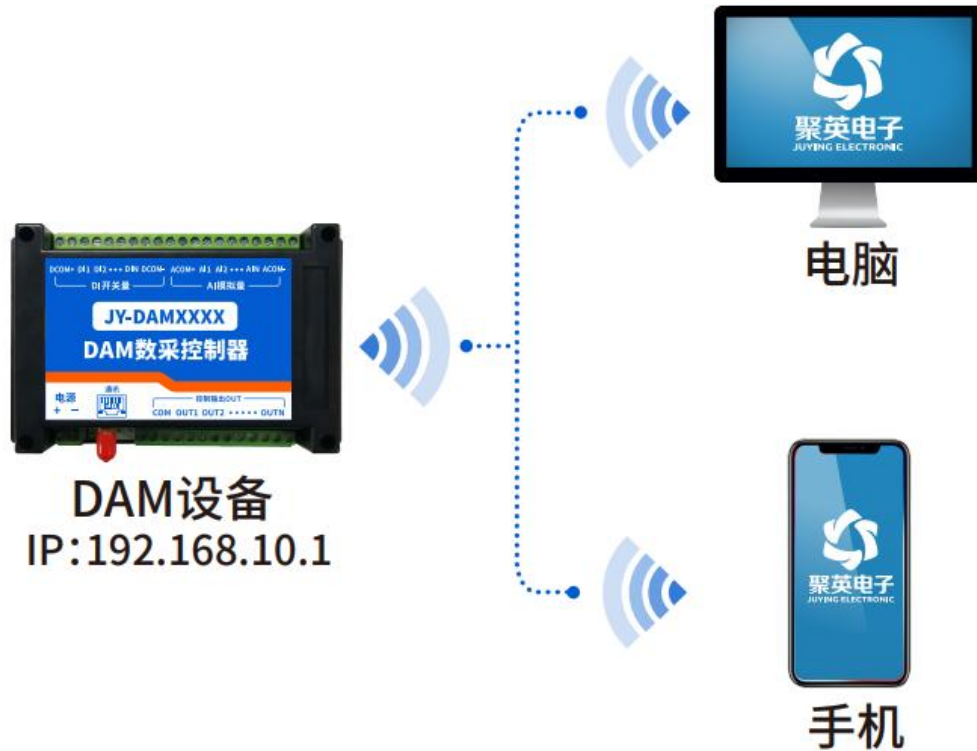 聚英电子
JUYING ELECTRONIC
电脑
DCOM+ DI1 DI2 ••• DIN DCOM- ACOM+ AI1 AI2 ••• AIN ACOM-
DI开关量 AI模拟量
JY-DAMXXXX
DAM数采控制器
电源 通讯 控制输出OUT
+ - COM OUT1 OUT2 ••••• OUTN
DAM设备
IP:192.168.10.1
聚英电子
JUYING ELECTRONIC
手机